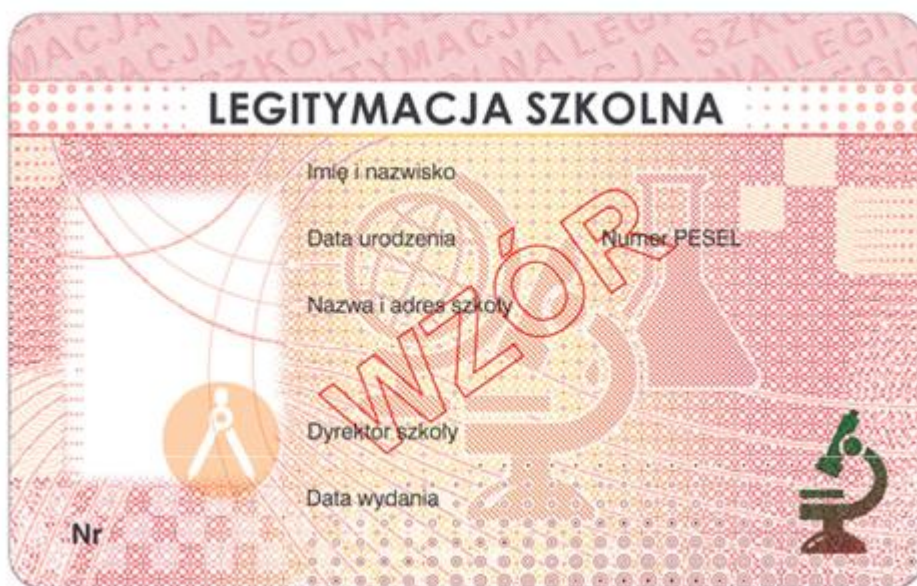 LEGITYMACJA SZKOLNA
Imię i nazwisko
Data urodzenia
Numer PESEL
Nazwa i adres szkoły
WZÓR
Dyrektor szkoły
Data wydania
Nr